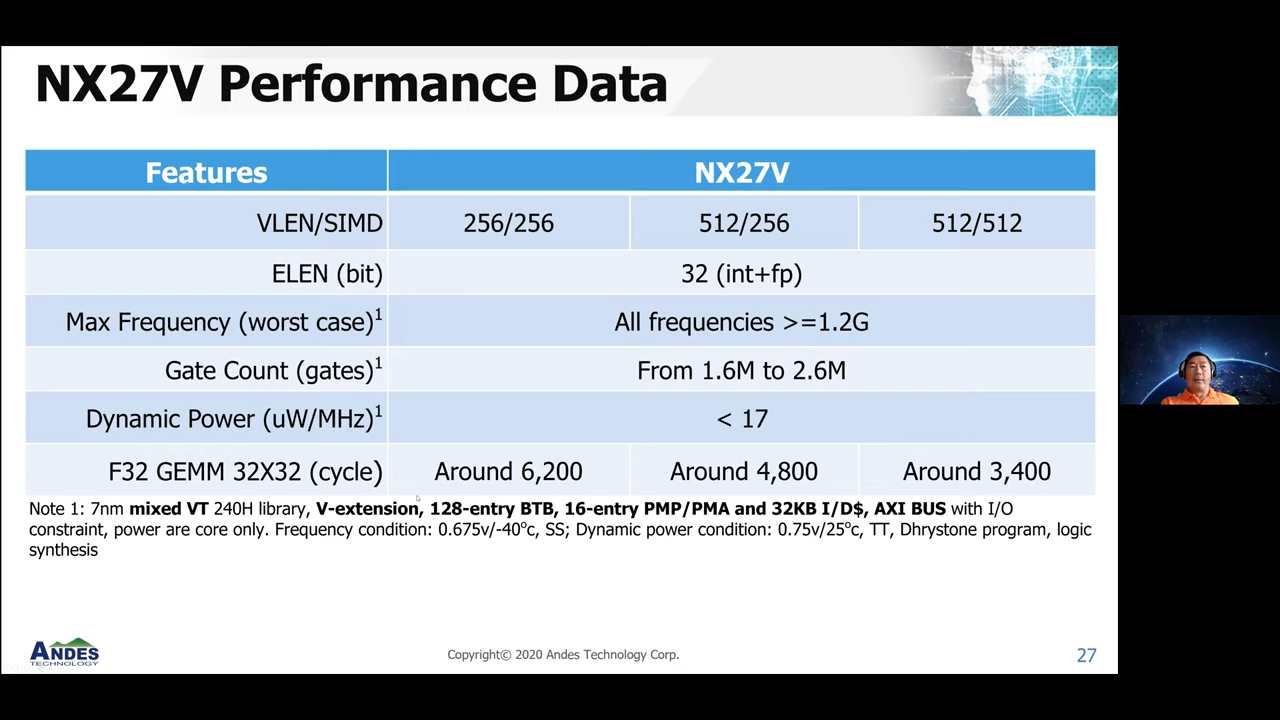 NX27V Performance Data
Features NX27V
VLEN/SIMD 256/256 512/256 512/512
ELEN (bit) 32 (int+fp)
Max Frequency (worst case)1 All frequencies >=1.2G
Gate Count (gates)1 From 1.6M to 2.6M
Dynamic Power (uW/MHz)1 < 17
F32 GEMM 32X32 (cycle) Around 6,200 Around 4,800 Around 3,400
Note 1: 7nm mixed VT 240H library, V-extension, 128-entry BTB, 16-entry PMP/PMA and 32KB I/D$, AXI BUS with I/O
constraint, power are core only. Frequency condition: 0.675v/-40oc, SS; Dynamic power condition: 0.75v/25oc, TT, Dhrystone program, logic
synthesis
ANDES
TECHNOLOGY
Copyright© 2020 Andes Technology Corp.
27